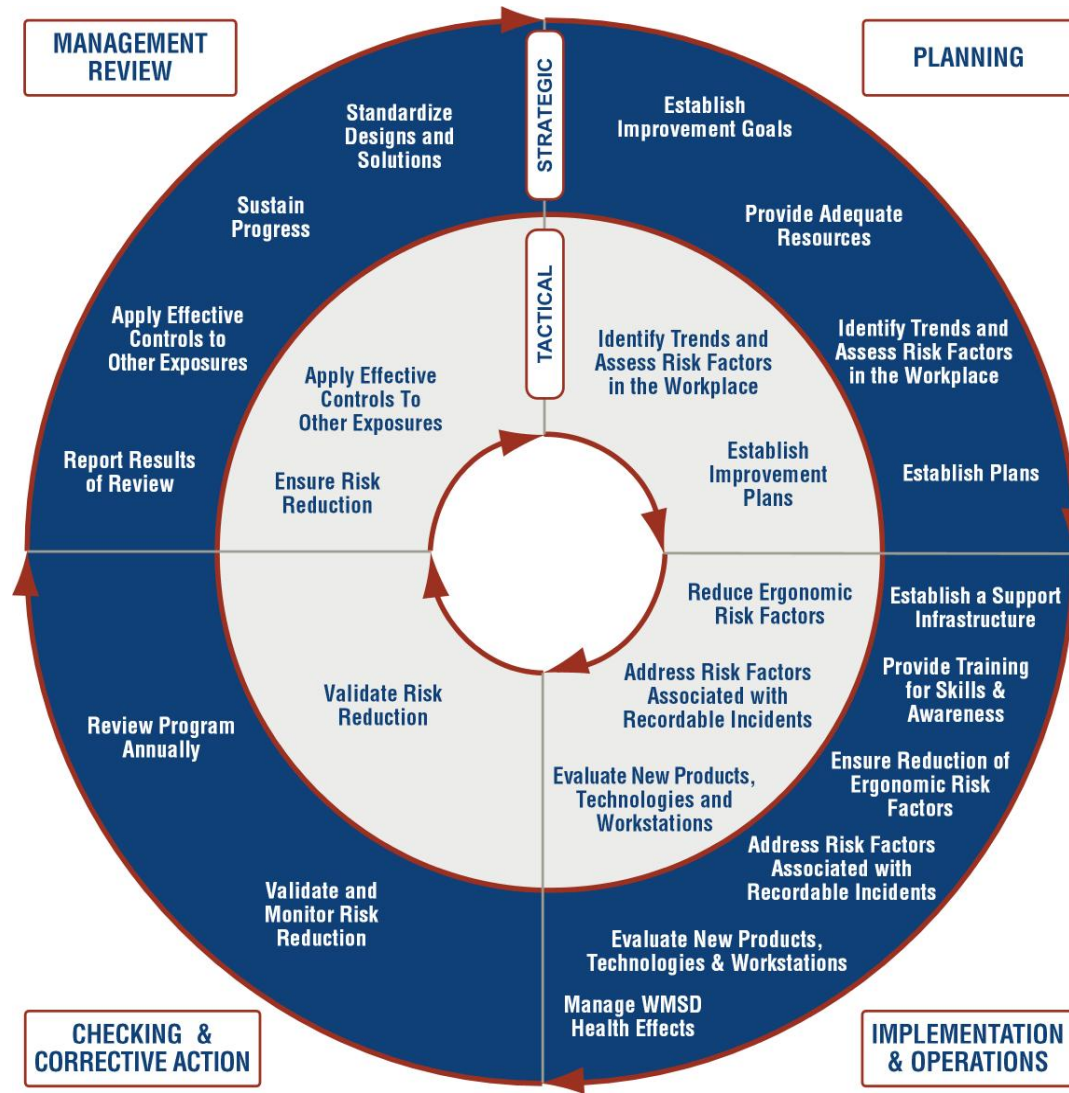 MANAGEMENT
REVIEW
PLANNING
STRATEGIC
TACTICAL
Establish
Improvement Goals
Provide Adequate
Resources
Identify Trends and
Assess Risk Factors
in the Workplace
Establish Plans
Establish a Support
Infrastructure
Provide Training
for Skills &
Awareness
Ensure Reduction of
Ergonomic Risk
Factors
Address Risk Factors
Associated with
Recordable Incidents
Evaluate New Products,
Technologies & Workstations
Manage WMSD
Health Effects
Validate and
Monitor Risk
Reduction
Review Program
Annually
Report Results
of Review
Apply Effective
Controls to
Other Exposures
Sustain
Progress
Standardize
Designs and
Solutions
Identify Trends and
Assess Risk Factors
in the Workplace
Establish
Improvement
Plans
Reduce Ergonomic
Risk Factors
Address Risk Factors
Associated with
Recordable Incidents
Evaluate New Products,
Technologies and
Workstations
Validate Risk
Reduction
Ensure Risk
Reduction
Apply Effective
Controls To
Other Exposures
CHECKING &
CORRECTIVE ACTION
IMPLEMENTATION
& OPERATIONS